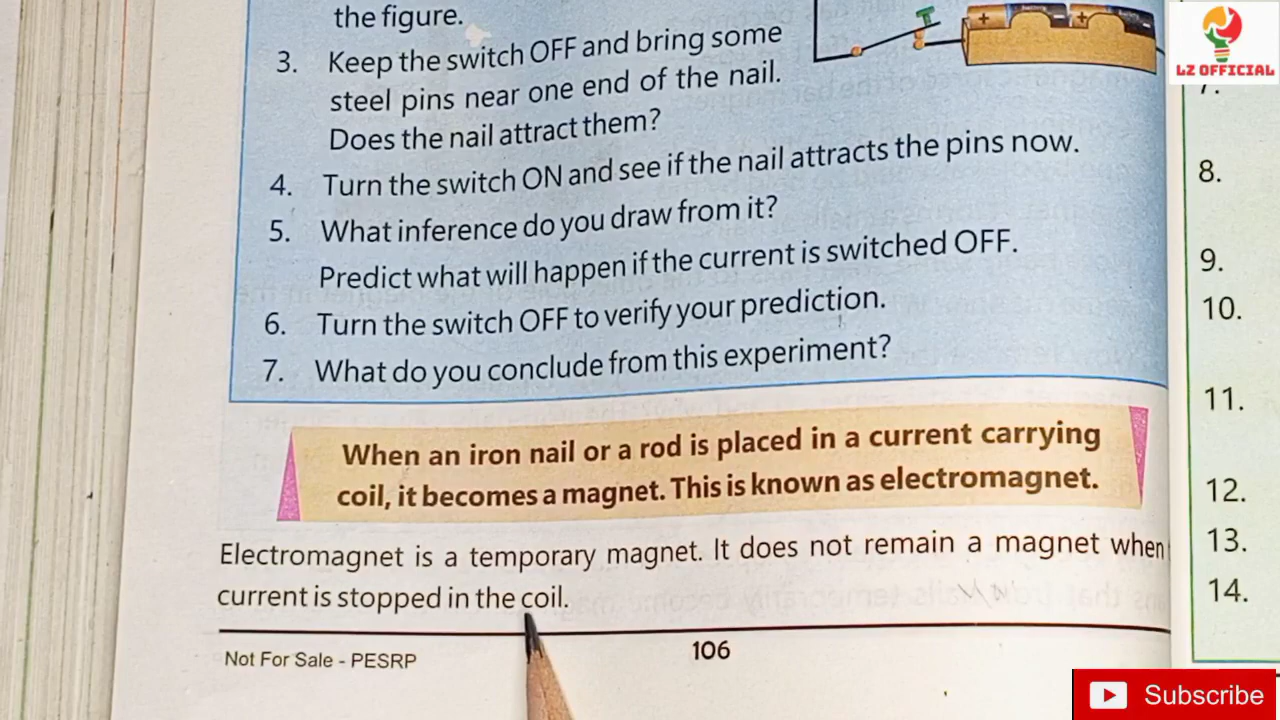 the figure.
3. Keep the switch OFF and bring some
steel pins near one end of the nail.
Does the nail attract them?
4. Turn the switch ON and see if the nail attracts the pins now.
5. What inference do you draw from it?
Predict what will happen if the current is switched OFF.
6. Turn the switch OFF to verify your prediction.
7. What do you conclude from this experiment?
When an iron nail or a rod is placed in a current carrying
coil, it becomes a magnet. This is known as electromagnet.
Electromagnet is a temporary magnet. It does not remain a magnet when
current is stopped in the coil.
Not For Sale - PESRP
106
LZ OFFICIAL
8.
9.
10.
11.
12.
13.
14.
Subscribe